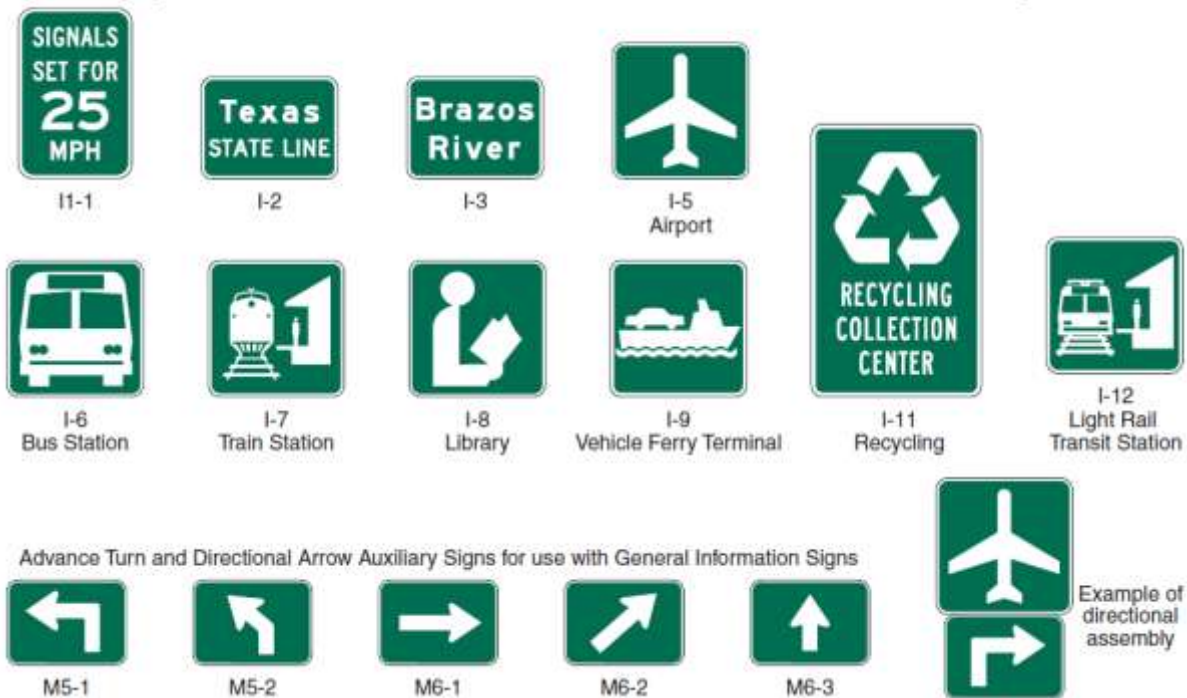 SIGNALS
SET FOR
25
MPH
I1-1
Texas
STATE LINE
I-2
Brazos
River
I-3
I-5
Airport
I-6
Bus Station
I-7
Train Station
I-8
Library
I-9
Vehicle Ferry Terminal
RECYCLING
COLLECTION
CENTER
I-11
Recycling
I-12
Light Rail
Transit Station
Advance Turn and Directional Arrow Auxiliary Signs for use with General Information Signs
M5-1
M5-2
M6-1
M6-2
M6-3
Example of
directional
assembly